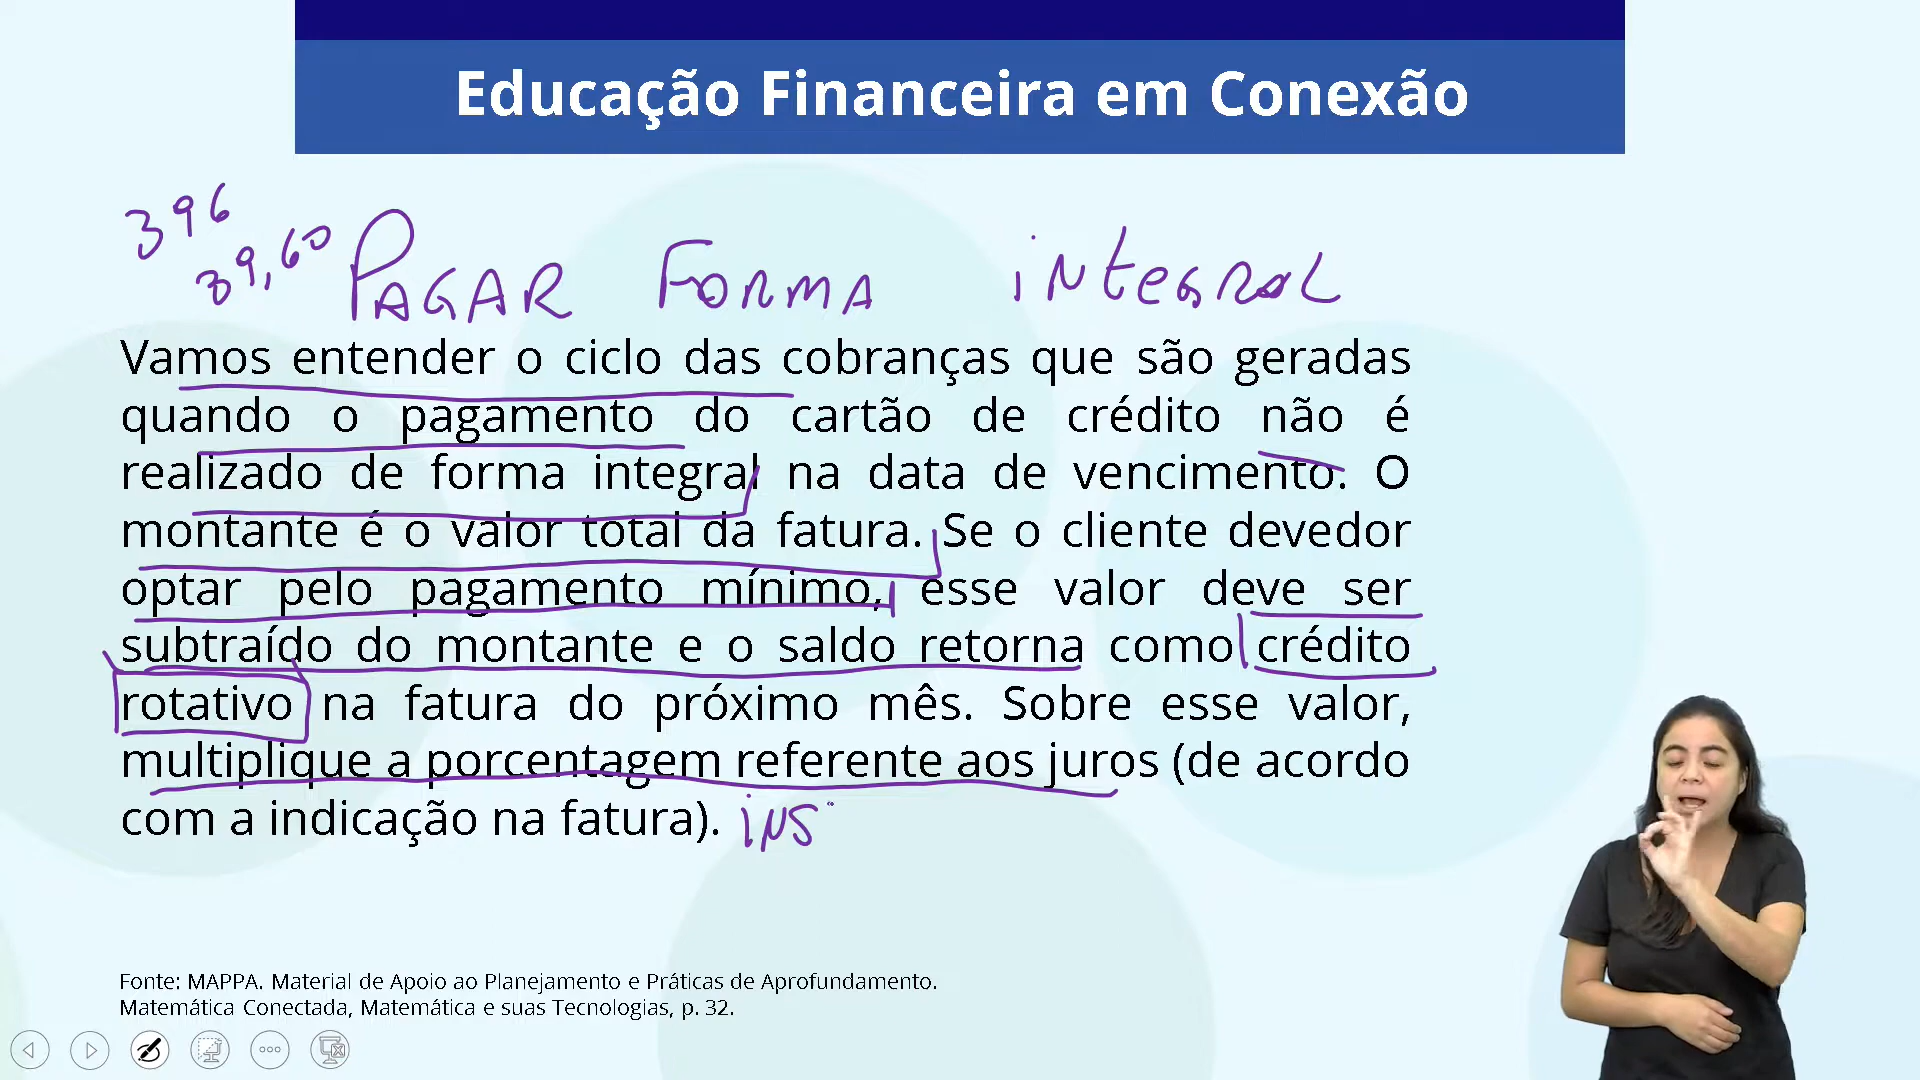 Educação Financeira em Conexão
396
39,60
PAGAR FORMA INTEGRAL
Vamos entender o ciclo das cobranças que são geradas
quando o pagamento do cartão de crédito não é
realizado de forma integral na data de vencimento. O
montante é o valor total da fatura. Se o cliente devedor
optar pelo pagamento mínimo, esse valor deve ser
subtraído do montante e o saldo retorna como crédito
rotativo na fatura do próximo mês. Sobre esse valor,
multiplique a porcentagem referente aos juros (de acordo
com a indicação na fatura). iNS
Fonte: MAPPA. Material de Apoio ao Planejamento e Práticas de Aprofundamento.
Matemática Conectada, Matemática e suas Tecnologias, p. 32.